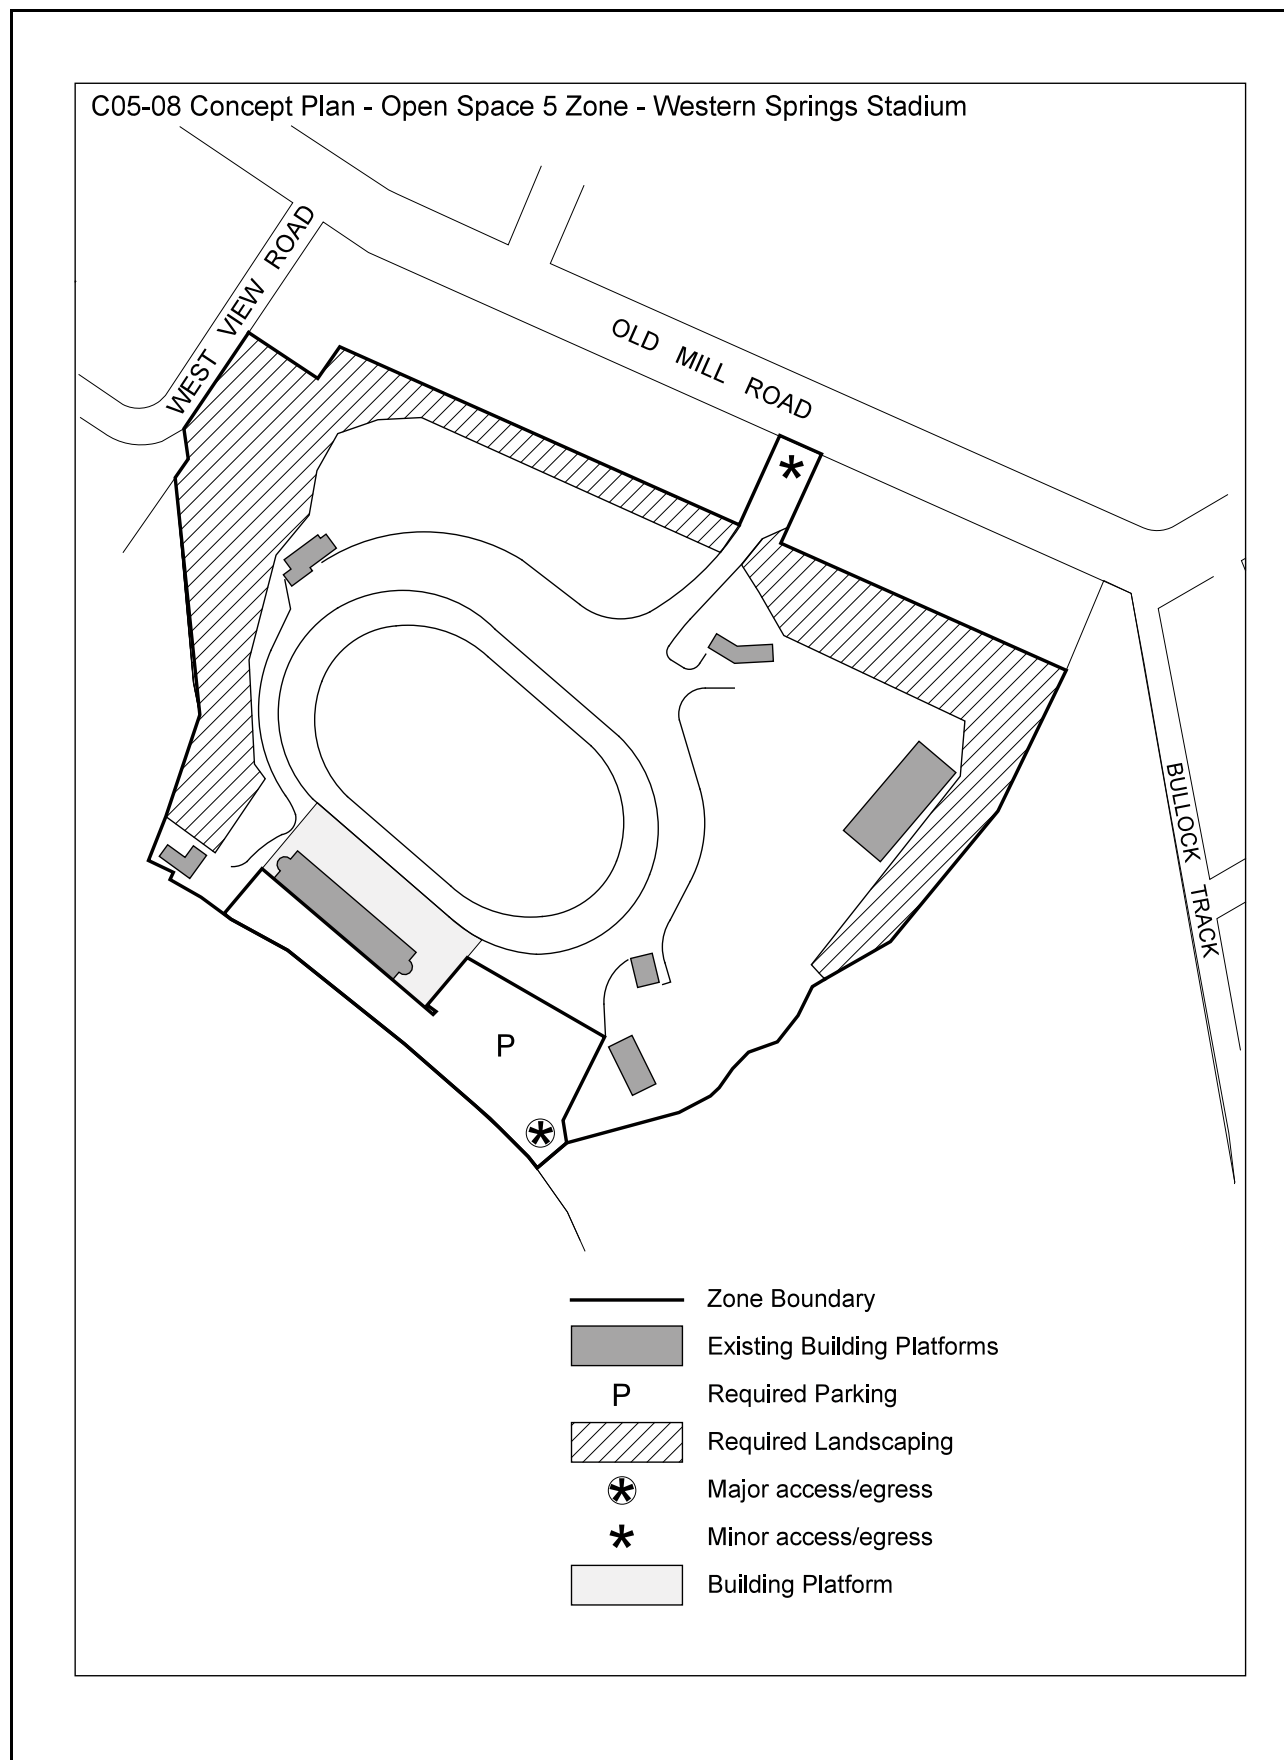 C05-08 Concept Plan - Open Space 5 Zone - Western Springs Stadium
WEST VIEW ROAD
OLD MILL ROAD
BULLOCK TRACK
P
Zone Boundary
Existing Building Platforms
P Required Parking
Required Landscaping
Major access/egress
Minor access/egress
Building Platform